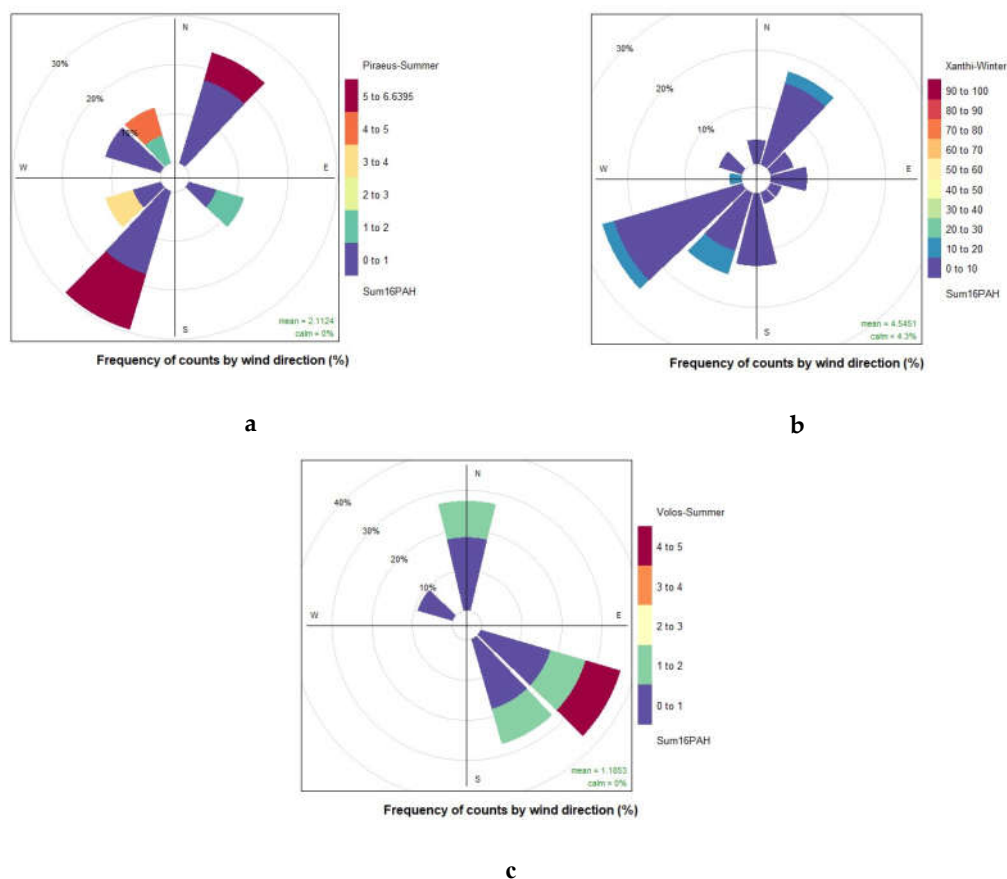 N
30%
20%
10%
W
E
S
mean = 2.1124
calm = 0%
Piraeus-Summer
5 to 6.6395
4 to 5
3 to 4
2 to 3
1 to 2
0 to 1
Sum16PAH
Frequency of counts by wind direction (%)
a
N
30%
20%
10%
W
E
S
mean = 4.5451
calm = 4.3%
Xanthi-Winter
90 to 100
80 to 90
70 to 80
60 to 70
50 to 60
40 to 50
30 to 40
20 to 30
10 to 20
0 to 10
Sum16PAH
Frequency of counts by wind direction (%)
b
N
40%
30%
20%
10%
W
E
S
mean = 1.1853
calm = 0%
Volos-Summer
4 to 5
3 to 4
2 to 3
1 to 2
0 to 1
Sum16PAH
Frequency of counts by wind direction (%)
c